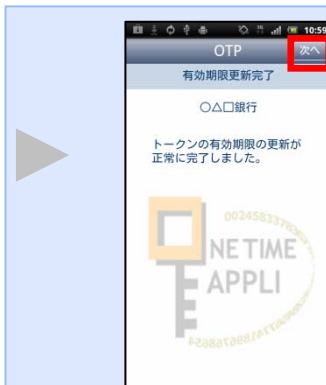 10:59
OTP
次へ
有効期限更新完了
○△□銀行
トークンの有効期限の更新が
正常に完了しました。
NE TIME
APPLI